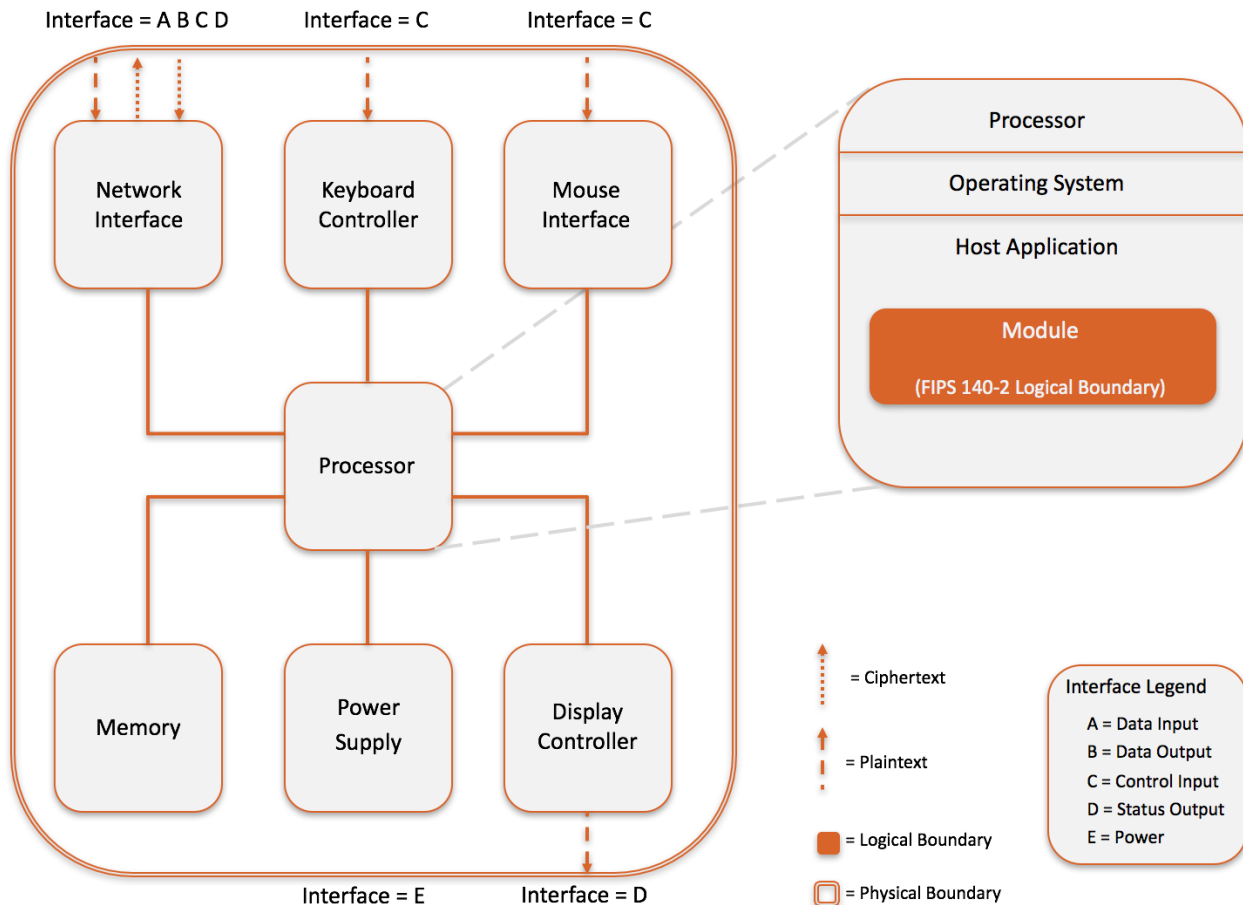 Interface = A B C D
Interface = C
Interface = C
Network
Interface
Keyboard
Controller
Mouse
Interface
Processor
Memory
Power
Supply
Display
Controller
Interface = E
Interface = D
Processor
Operating System
Host Application
Module
(FIPS 140-2 Logical Boundary)
= Ciphertext
= Plaintext
= Logical Boundary
= Physical Boundary
Interface Legend
A = Data Input
B = Data Output
C = Control Input
D = Status Output
E = Power